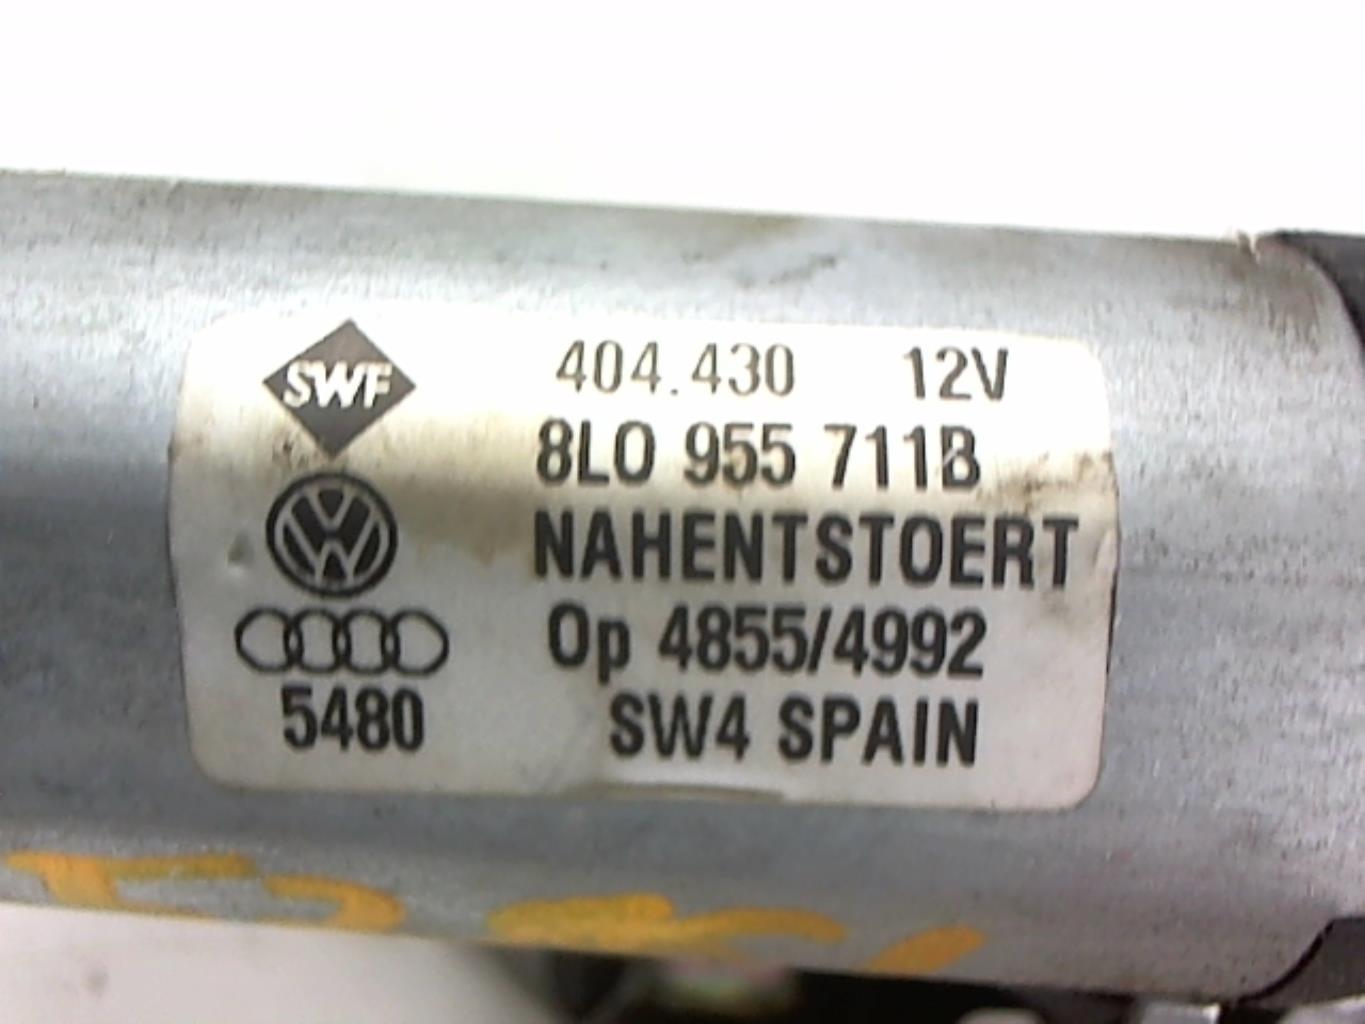 SWF
404.430 12V
8L0 955 711B
NAHENTSTOERT
Op 4855/4992
5480 SW4 SPAIN